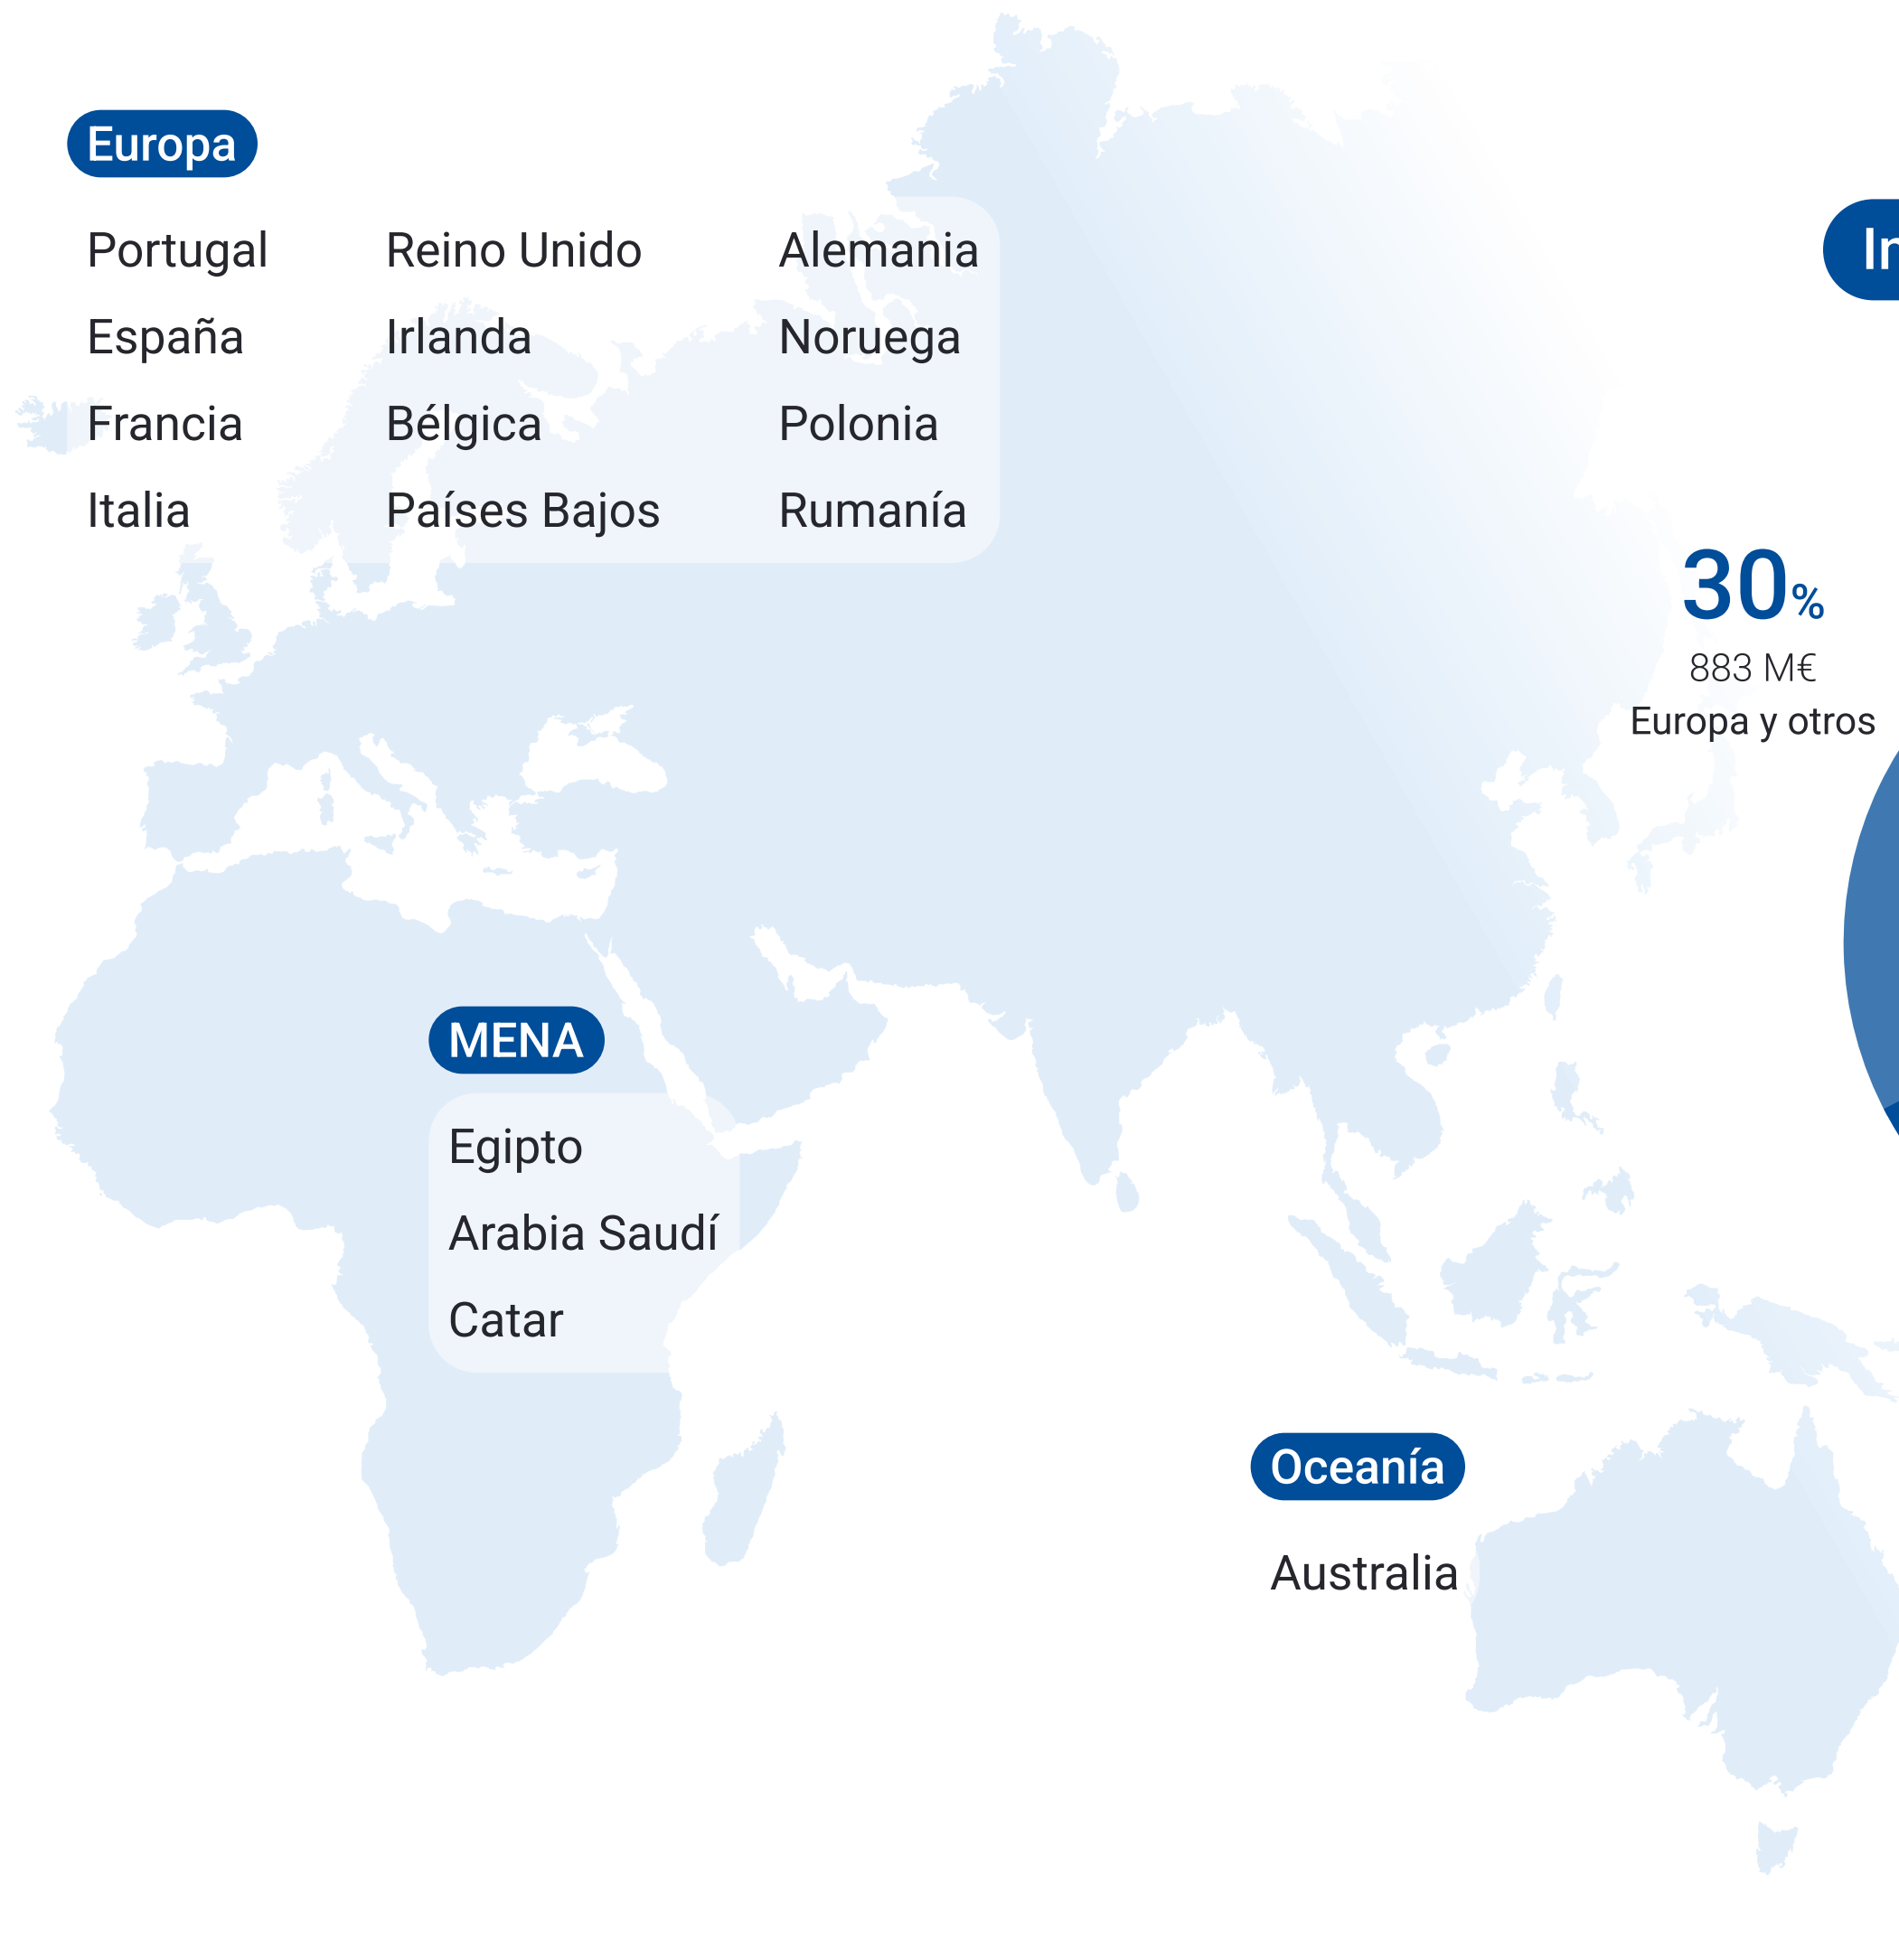 Europa
Portugal
España
Francia
Italia
Reino Unido
Irlanda
Bélgica
Países Bajos
Alemania
Noruega
Polonia
Rumanía
MENA
Egipto
Arabia Saudí
Catar
Oceanía
Australia
30%
883 M€
Europa y otros